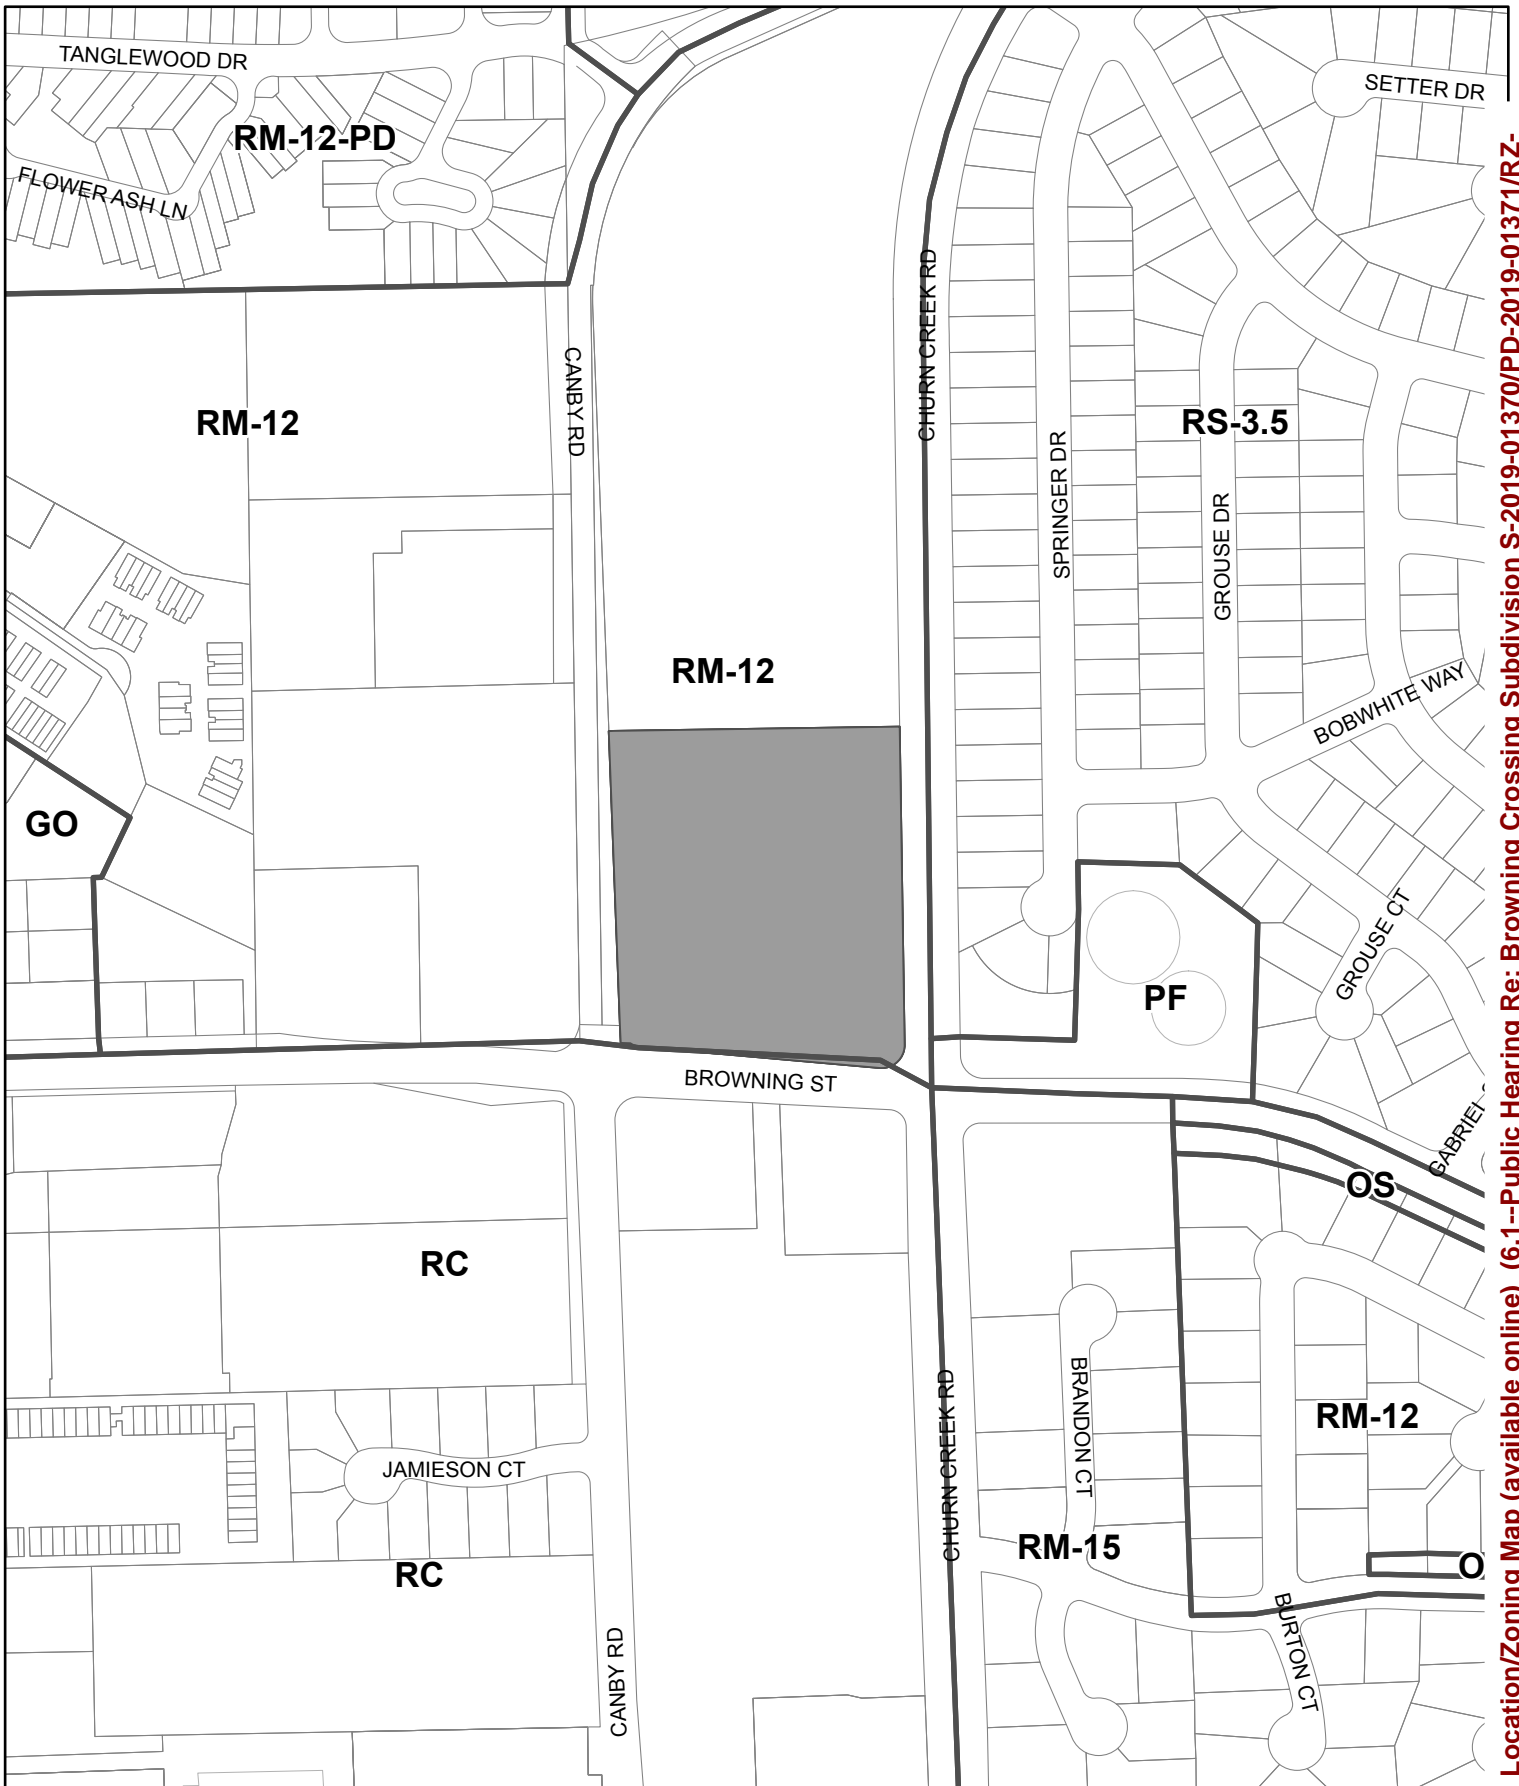 TANGLEWOOD DR
SETTER DR
RM-12-PD
FLOWER ASH LN
CHURN CREEK RD
CANBY RD
RM-12
RS-3.5
SPRINGER DR
GROUSE DR
RM-12
BOBWHITE WAY
GO
GROUSE CT
PF
BROWNING ST
GABRIEL
OS
RC
BRANDON CT
CHURN CREEK RD
RM-12
JAMIESON CT
RM-15
RC
O
BURTON CT
CANBY RD
Location/Zoning Map (available online) (6.1--Public Hearing Re: Browning Crossing Subdivision S-2019-01370/PD-2019-01371/RZ-